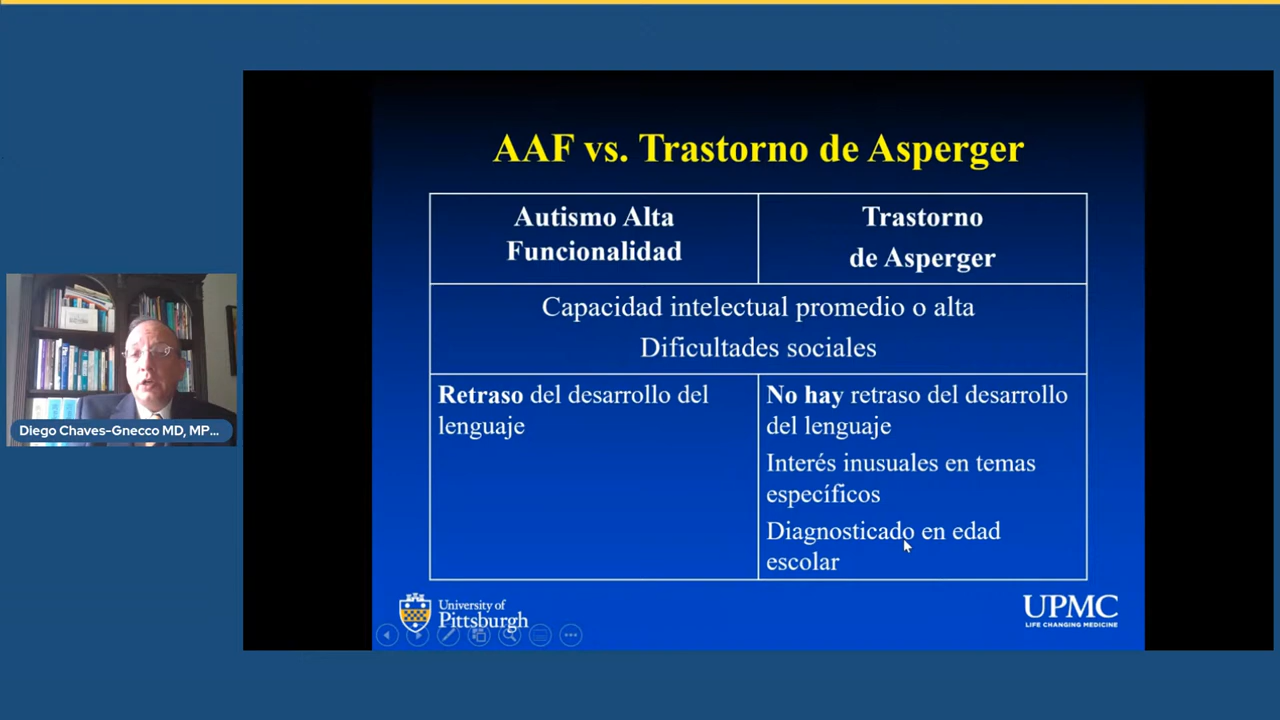 AAF vs. Trastorno de Asperger
Autismo Alta
Funcionalidad
Trastorno
de Asperger
Capacidad intelectual promedio o alta
Dificultades sociales
Retraso del desarrollo del
lenguaje
No hay retraso del desarrollo
del lenguaje
Interés inusuales en temas
específicos
Diagnosticado en edad
escolar
Diego Chaves-Gnecco MD, MP...
University of
Pittsburgh
UPMC
LIFE CHANGING MEDICINE